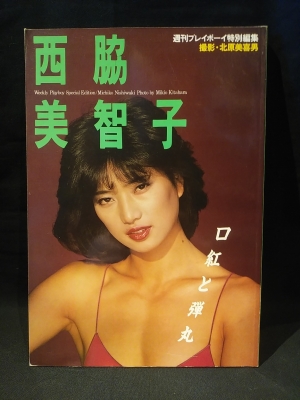 週刊プレイボーイ特別編集
撮影・北原美喜男
西脇
Weekly Playboy Special Edition / Michiko Nishiwaki Photo by Mikio Kitahara
美智子
口紅と弾丸